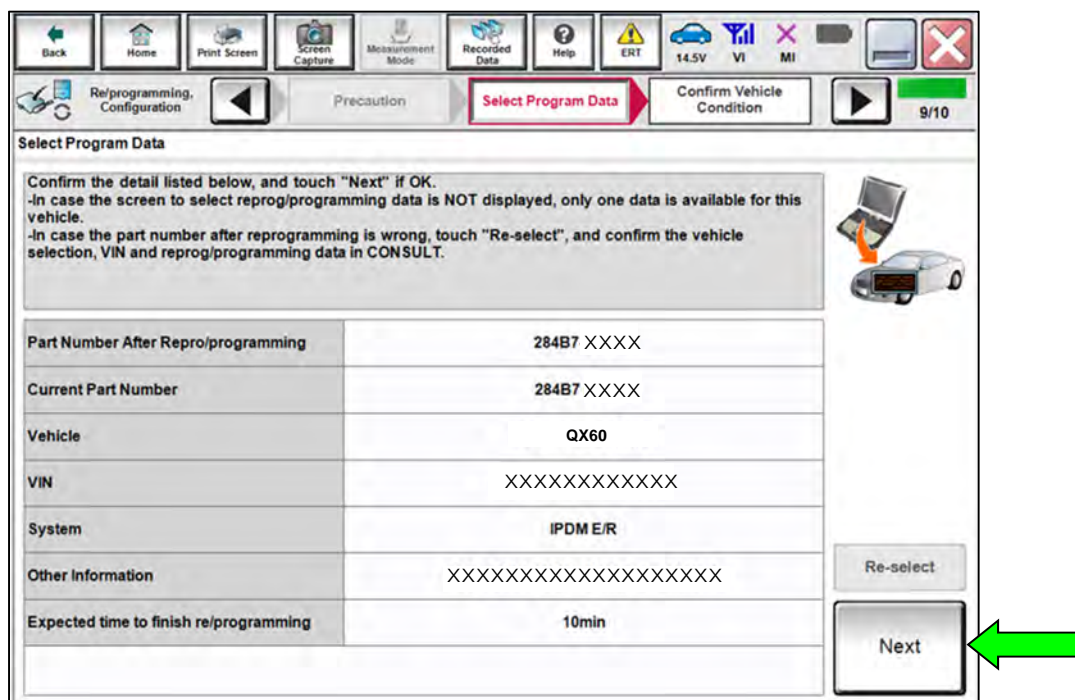 Back
Home
Print Screen
Screen Capture
Measurement Mode
Recorded Data
Help
ERT
14.5V
VI
MI
Re/programming, Configuration
Precaution
Select Program Data
Confirm Vehicle Condition
9/10
Select Program Data
Confirm the detail listed below, and touch "Next" if OK.
-In case the screen to select reprog/programming data is NOT displayed, only one data is available for this
vehicle.
-In case the part number after reprogramming is wrong, touch "Re-select", and confirm the vehicle
selection, VIN and reprog/programming data in CONSULT.
Part Number After Repro/programming
284B7 XXXX
Current Part Number
284B7 XXXX
Vehicle
QX60
VIN
XXXXXXXXXXXX
System
IPDM E/R
Other Information
XXXXXXXXXXXXXXXXXXX
Expected time to finish re/programming
10min
Re-select
Next